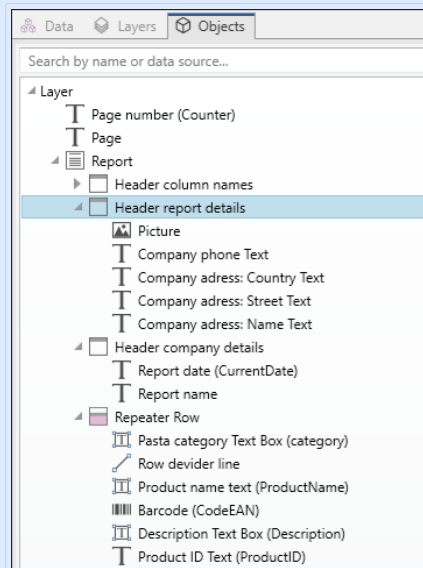 Data Layers Objects
Search by name or data source...
Layer
Page number (Counter)
Page
Report
Header column names
Header report details
Picture
Company phone Text
Company adress: Country Text
Company adress: Street Text
Company adress: Name Text
Header company details
Report date (CurrentDate)
Report name
Repeater Row
Pasta category Text Box (category)
Row devider line
Product name text (ProductName)
Barcode (CodeEAN)
Description Text Box (Description)
Product ID Text (ProductID)